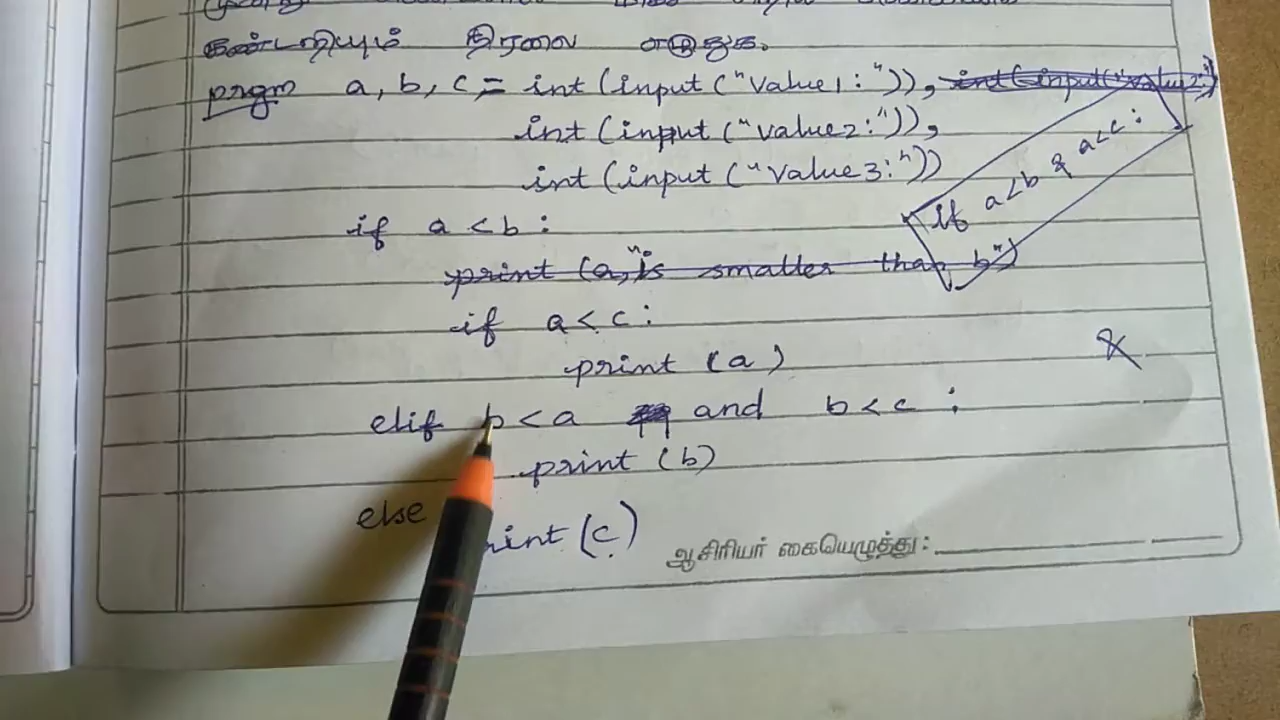 கண்டறியும் நிரலை எழுதுக.
prgm a, b, c = int (input ("Value1:")), int (input ("value2:"))
int (input ("value2:")),
int (input ("Value3:"))
if a<b & a<c:
if a < b :
print (a, "is smaller than b")
if a < c :
print (a)
&
elif b < a and b < c :
print (b)
else
rint (c)
ஆசிரியர் கையெழுத்து: